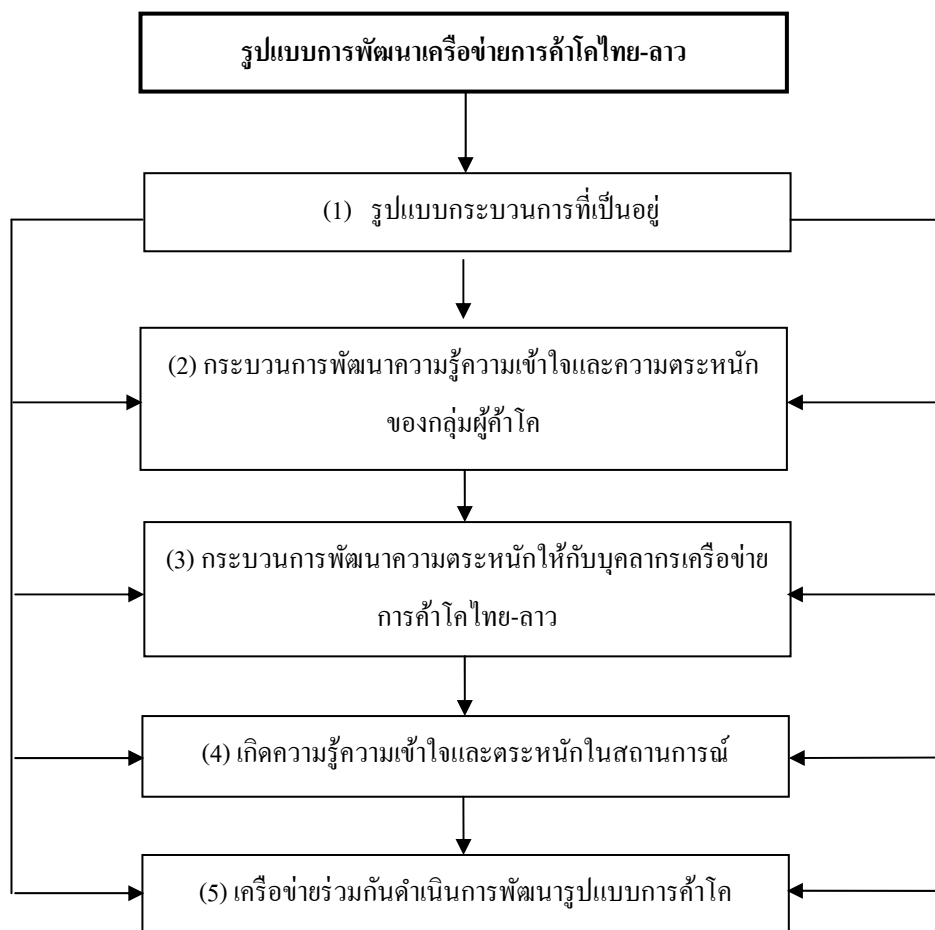 รูปแบบการพัฒนาเครือข่ายการค้าโคไทย-ลาว
(1) รูปแบบกระบวนการที่เป็นอยู่
(2) กระบวนการพัฒนาความรู้ความเข้าใจและความตระหนัก
ของกลุ่มผู้ค้าโค
(3) กระบวนการพัฒนาความตระหนักให้กับบุคลากรเครือข่าย
การค้าโคไทย-ลาว
(4) เกิดความรู้ความเข้าใจและตระหนักในสถานการณ์
(5) เครือข่ายร่วมกันดำเนินการพัฒนารูปแบบการค้าโค